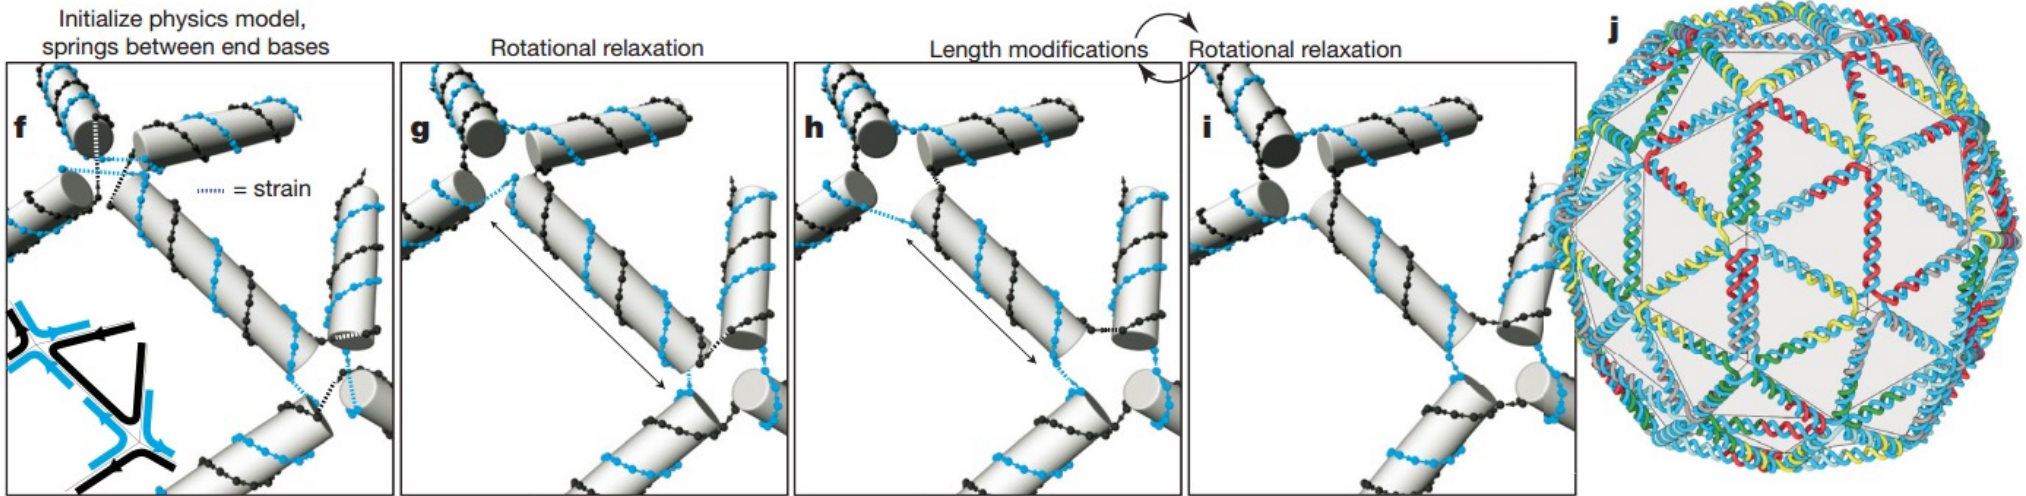 Initialize physics model,
springs between end bases
Rotational relaxation
Length modifications
Rotational relaxation
j
f
= strain
g
h
i